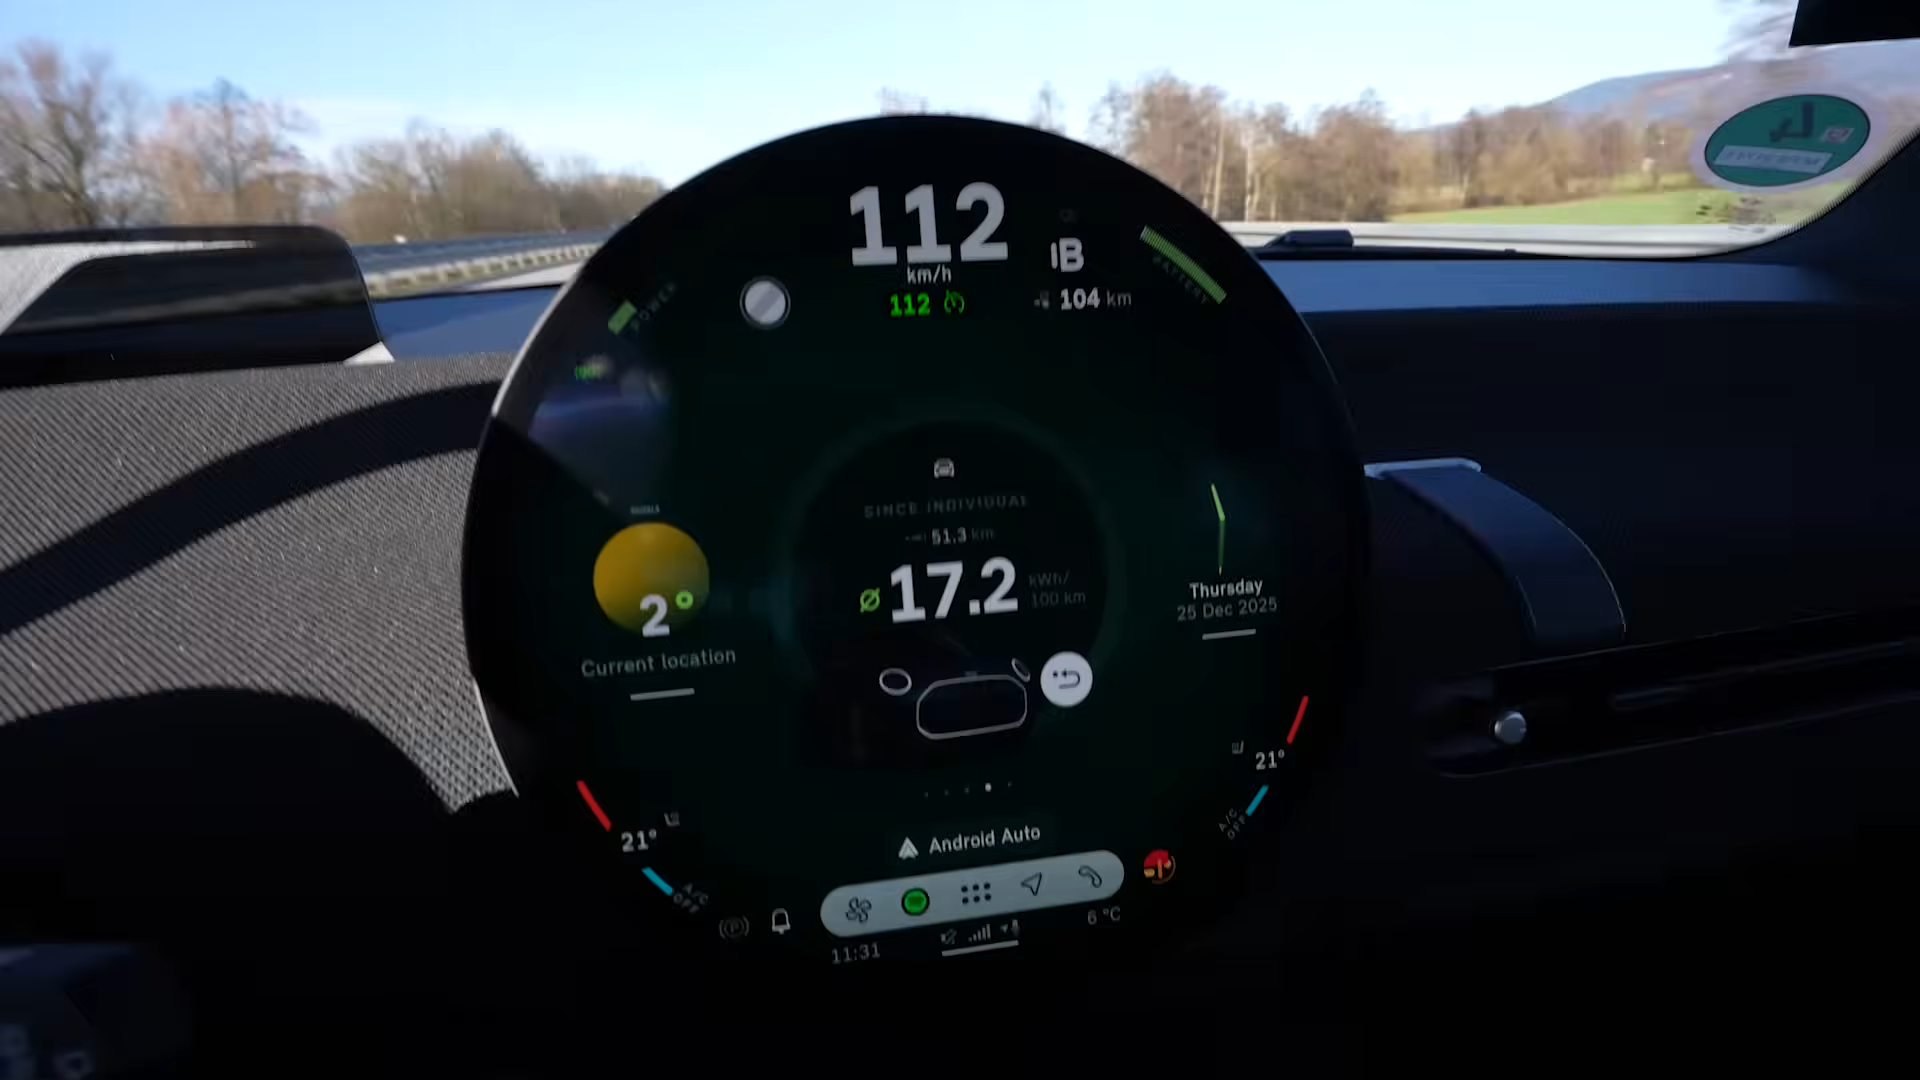 112
km/h
B
112
104 km
POWER
BATTERY
SINCE INDIVIDUAL
51.3 km
17.2
kWh/
100 km
2°
Current location
Thursday
25 Dec 2025
21°
A/C
OFF
21°
A/C
OFF
Android Auto
11:31
6 °C